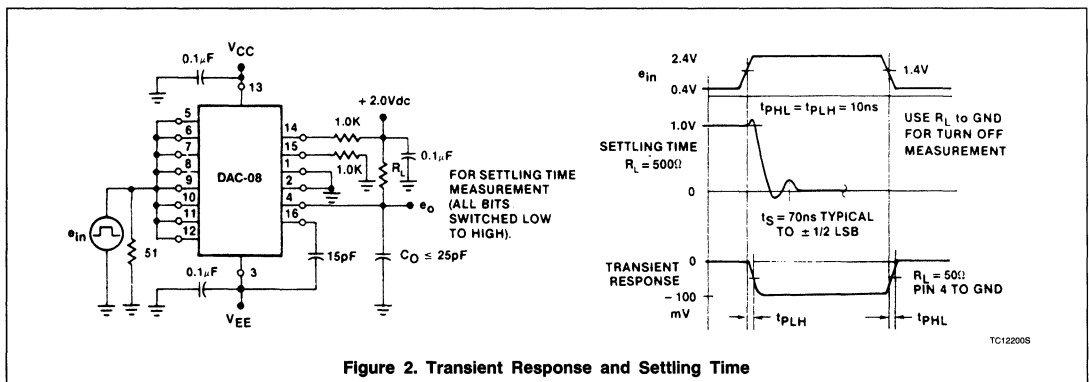 VCC
0.1μF
13
5
6
7
8
9
10
11
12
DAC-08
14
15
1
2
4
16
1.0K
1.0K
+ 2.0Vdc
RL
0.1μF
FOR SETTLING TIME
MEASUREMENT
(ALL BITS
SWITCHED LOW
TO HIGH).
eo
ein
51
0.1μF
3
15pF
CO ≤ 25pF
VEE
2.4V
ein
0.4V
1.4V
tPHL = tPLH = 10ns
USE RL to GND
FOR TURN OFF
MEASUREMENT
1.0V
SETTLING TIME
RL = 500Ω
0
tS = 70ns TYPICAL
TO ± 1/2 LSB
TRANSIENT
RESPONSE
0
- 100
mV
RL = 50Ω
PIN 4 TO GND
tPLH
tPHL
TC12200S
Figure 2. Transient Response and Settling Time